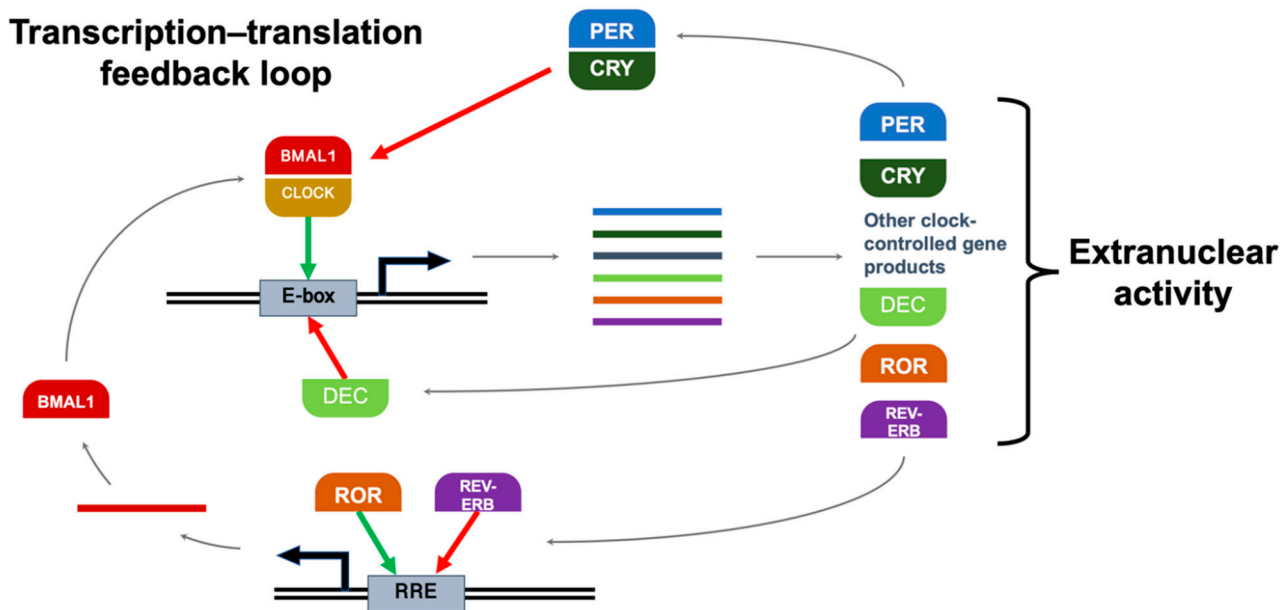 Transcription–translation
feedback loop
PER
CRY
BMAL1
CLOCK
E-box
DEC
BMAL1
ROR
REV-
ERB
RRE
PER
CRY
Other clock-
controlled gene
products
DEC
ROR
REV-
ERB
Extranuclear
activity